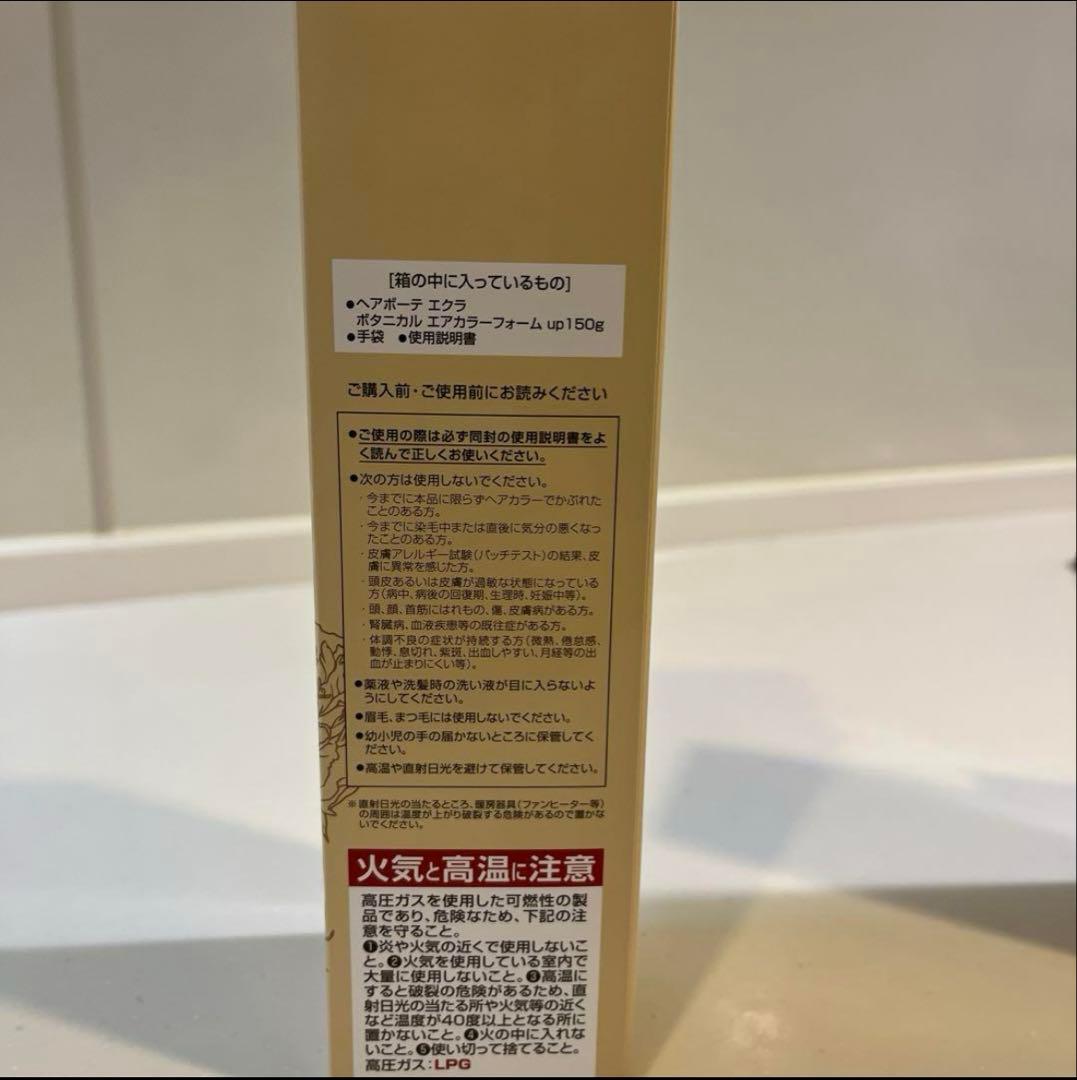 [箱の中に入っているもの]
●ヘアボーテ エクラ
ボタニカル エアカラーフォーム up150g
●手袋 ●使用説明書
ご購入前・ご使用前にお読みください
●ご使用の際は必ず同封の使用説明書をよ
く読んで正しくお使いください。
●次の方は使用しないでください。
・今までに本品に限らずヘアカラーでかぶれた
ことのある方。
・今までに染毛中または直後に気分の悪くなっ
たことのある方。
・皮膚アレルギー試験(パッチテスト)の結果、皮
膚に異常を感じた方。
・頭皮あるいは皮膚が過敏な状態になっている
方(病中、病後の回復期、生理時、妊娠中等)。
・頭、顔、首筋にはれもの、傷、皮膚病がある方。
・腎臓病、血液疾患等の既往症がある方。
・体調不良の症状が持続する方(微熱、倦怠感、
動悸、息切れ、紫斑、出血しやすい、月経等の出
血が止まりにくい等)。
●薬液や洗髪時の洗い液が目に入らないよ
うにしてください。
●眉毛、まつ毛には使用しないでください。
●幼小児の手の届かないところに保管してく
ださい。
●高温や直射日光を避けて保管してください。
※直射日光の当たるところ、暖房器具(ファンヒーター等)
の周囲は温度が上がり破裂する危険があるので置かな
いでください。
火気と高温に注意
高圧ガスを使用した可燃性の製
品であり、危険なため、下記の注
意を守ること。
❶炎や火気の近くで使用しないこ
と。❷火気を使用している室内で
大量に使用しないこと。❸高温に
すると破裂の危険があるため、直
射日光の当たる所や火気等の近く
など温度が40度以上となる所に
置かないこと。❹火の中に入れな
いこと。❺使い切って捨てること。
高圧ガス:LPG